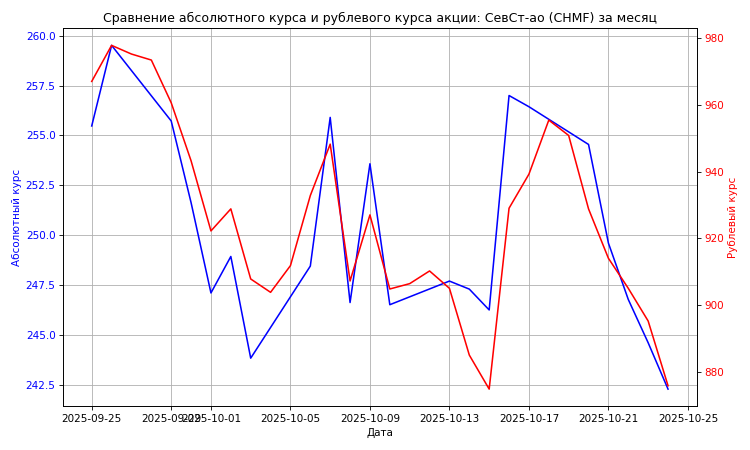 Сравнение абсолютного курса и рублевого курса акции: СевСт-ао (CHMF) за месяц
260.0
257.5
255.0
252.5
250.0
247.5
245.0
242.5
Абсолютный курс
980
960
940
920
900
880
Рублевый курс
2025-09-25 2025-09-29 2025-10-01 2025-10-05 2025-10-09 2025-10-13 2025-10-17 2025-10-21 2025-10-25
Дата